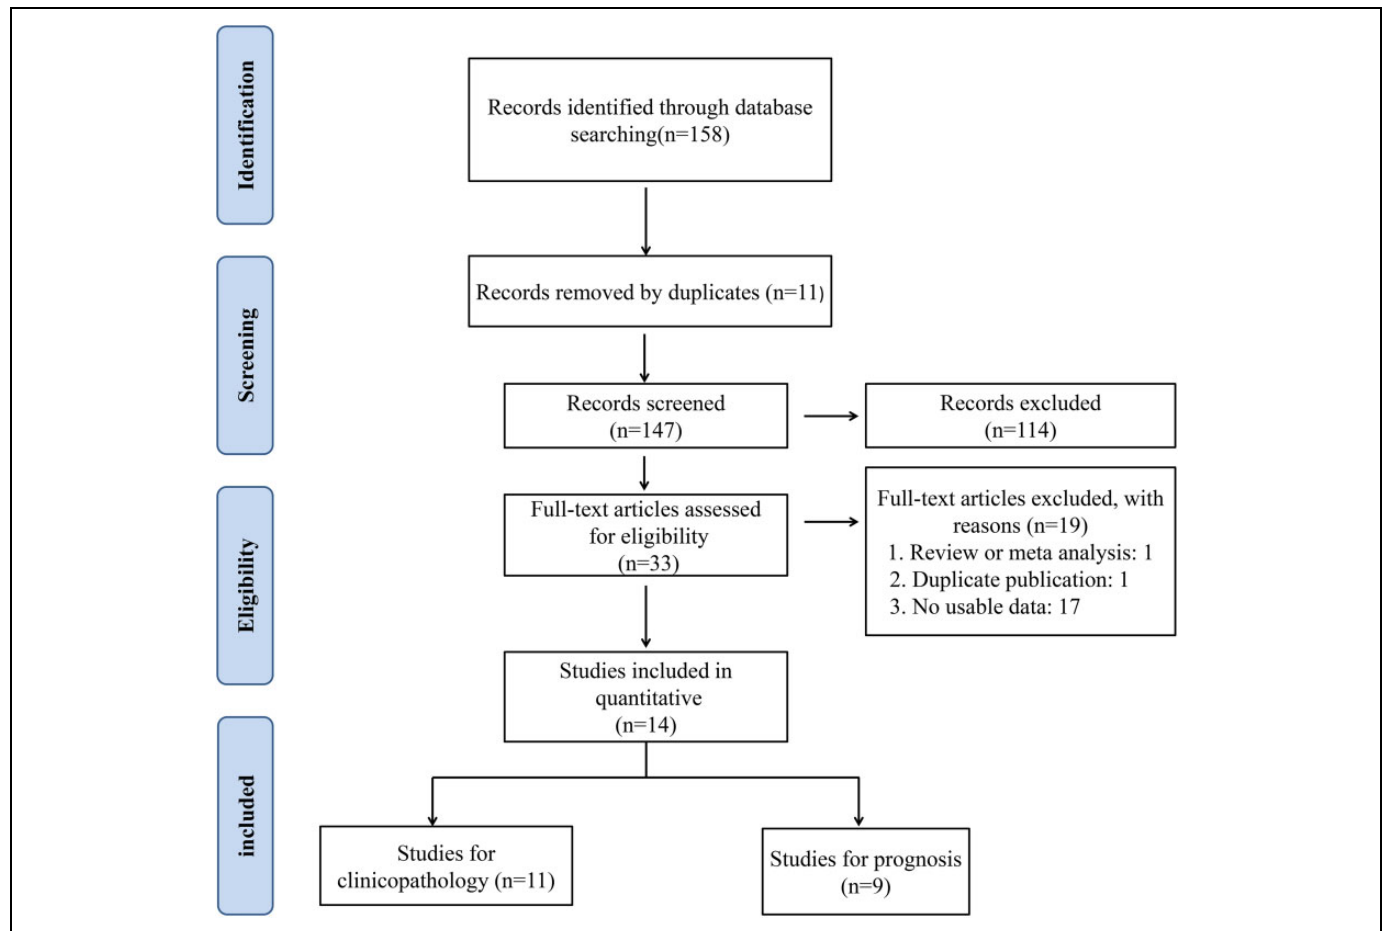 Identification
Records identified through database
searching(n=158)
Records removed by duplicates (n=11)
Screening
Records screened
(n=147)
Records excluded
(n=114)
Eligibility
Full-text articles assessed
for eligibility
(n=33)
Full-text articles excluded, with
reasons (n=19)
1. Review or meta analysis: 1
2. Duplicate publication: 1
3. No usable data: 17
Studies included in
quantitative
(n=14)
included
Studies for
clinicopathology (n=11)
Studies for prognosis
(n=9)